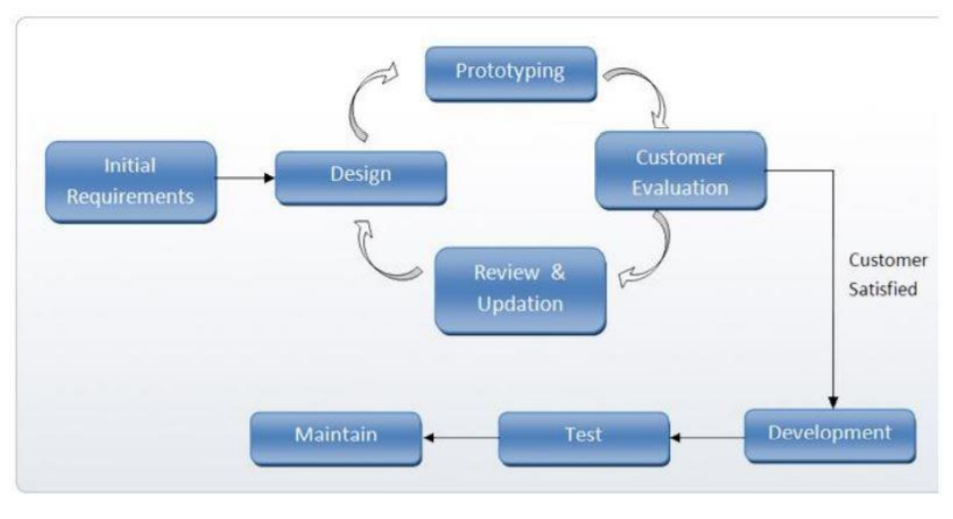 Prototyping
Initial
Requirements
Design
Customer
Evaluation
Review &
Updation
Customer
Satisfied
Maintain
Test
Development